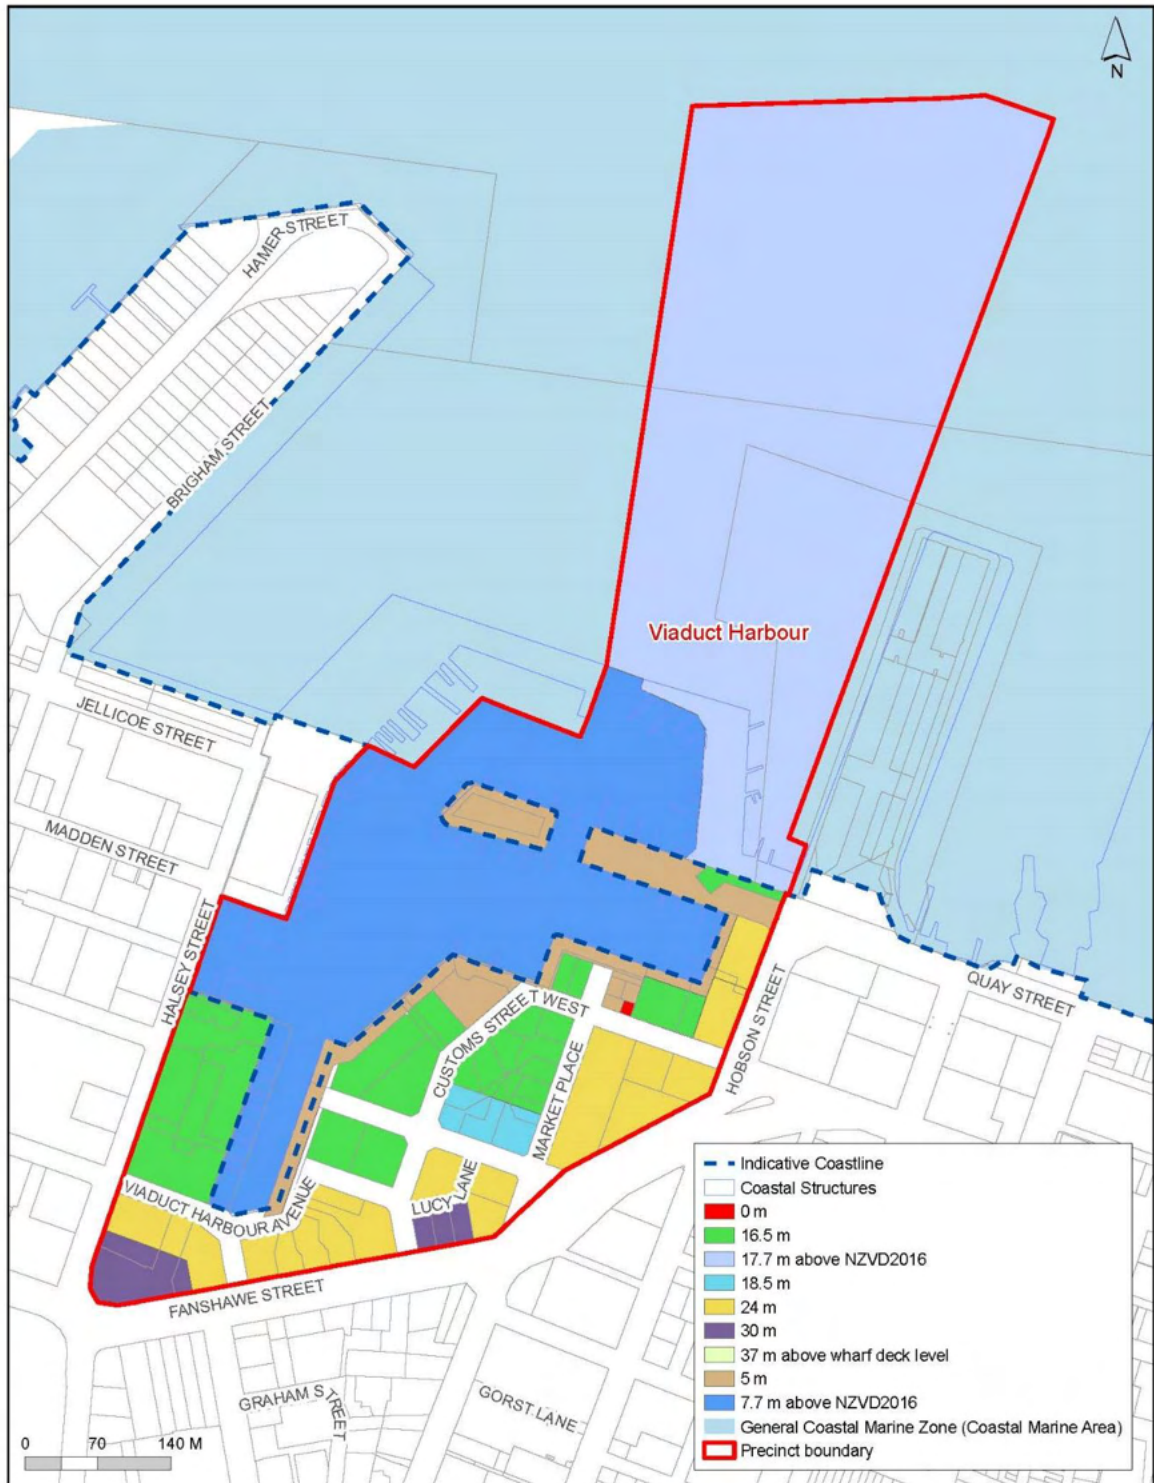 N
HAMER STREET
BRIGHAM STREET
Viaduct Harbour
JELLICOE STREET
MADDEN STREET
HALSEY STREET
QUAY STREET
CUSTOMS STREET WEST
HOBSON STREET
MARKET PLACE
LUCY LANE
VIADUCT HARBOUR AVENUE
FANSHAWE STREET
GRAHAM STREET
GORST LANE
Indicative Coastline
Coastal Structures
0 m
16.5 m
17.7 m above NZVD2016
18.5 m
24 m
30 m
37 m above wharf deck level
5 m
7.7 m above NZVD2016
General Coastal Marine Zone (Coastal Marine Area)
Precinct boundary
0 70 140 M